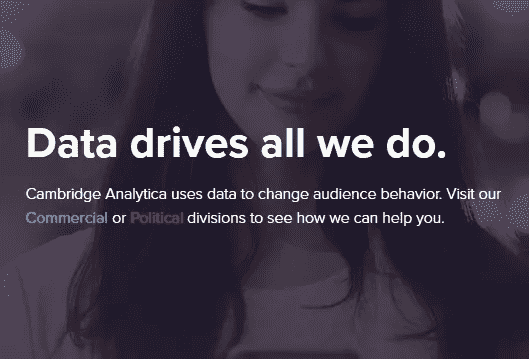 Data drives all we do.
Cambridge Analytica uses data to change audience behavior. Visit our
Commercial or Political divisions to see how we can help you.